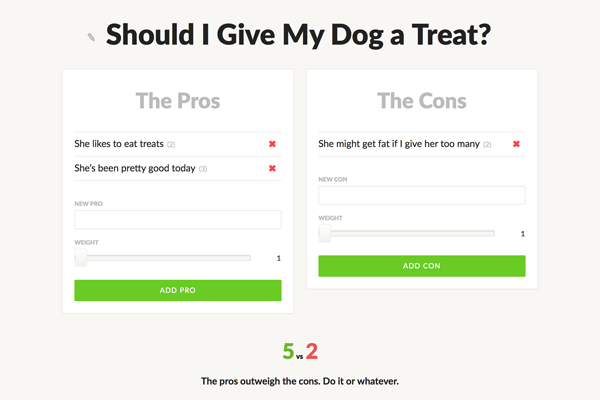 Should I Give My Dog a Treat?
The Pros
She likes to eat treats (2)
She's been pretty good today (3)
NEW PRO
WEIGHT
1
ADD PRO
The Cons
She might get fat if I give her too many (2)
NEW CON
WEIGHT
1
ADD CON
5 vs 2
The pros outweigh the cons. Do it or whatever.